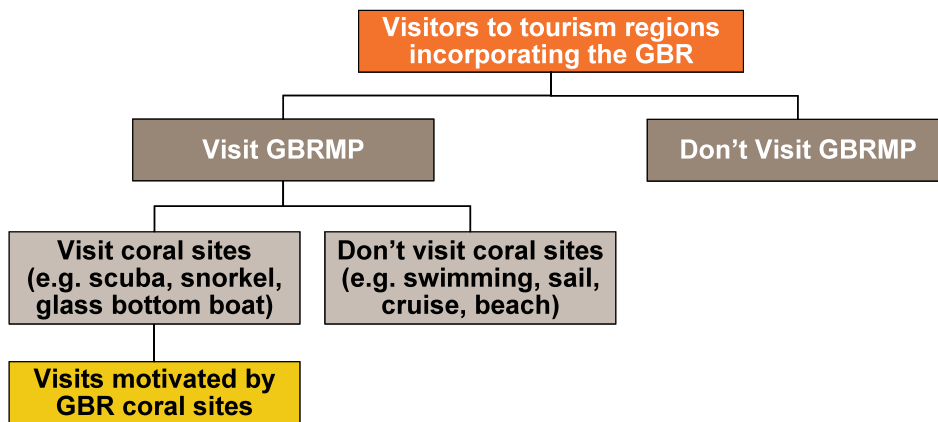 Visitors to tourism regions
incorporating the GBR
Visit GBRMP
Don’t Visit GBRMP
Visit coral sites
(e.g. scuba, snorkel,
glass bottom boat)
Don’t visit coral sites
(e.g. swimming, sail,
cruise, beach)
Visits motivated by
GBR coral sites